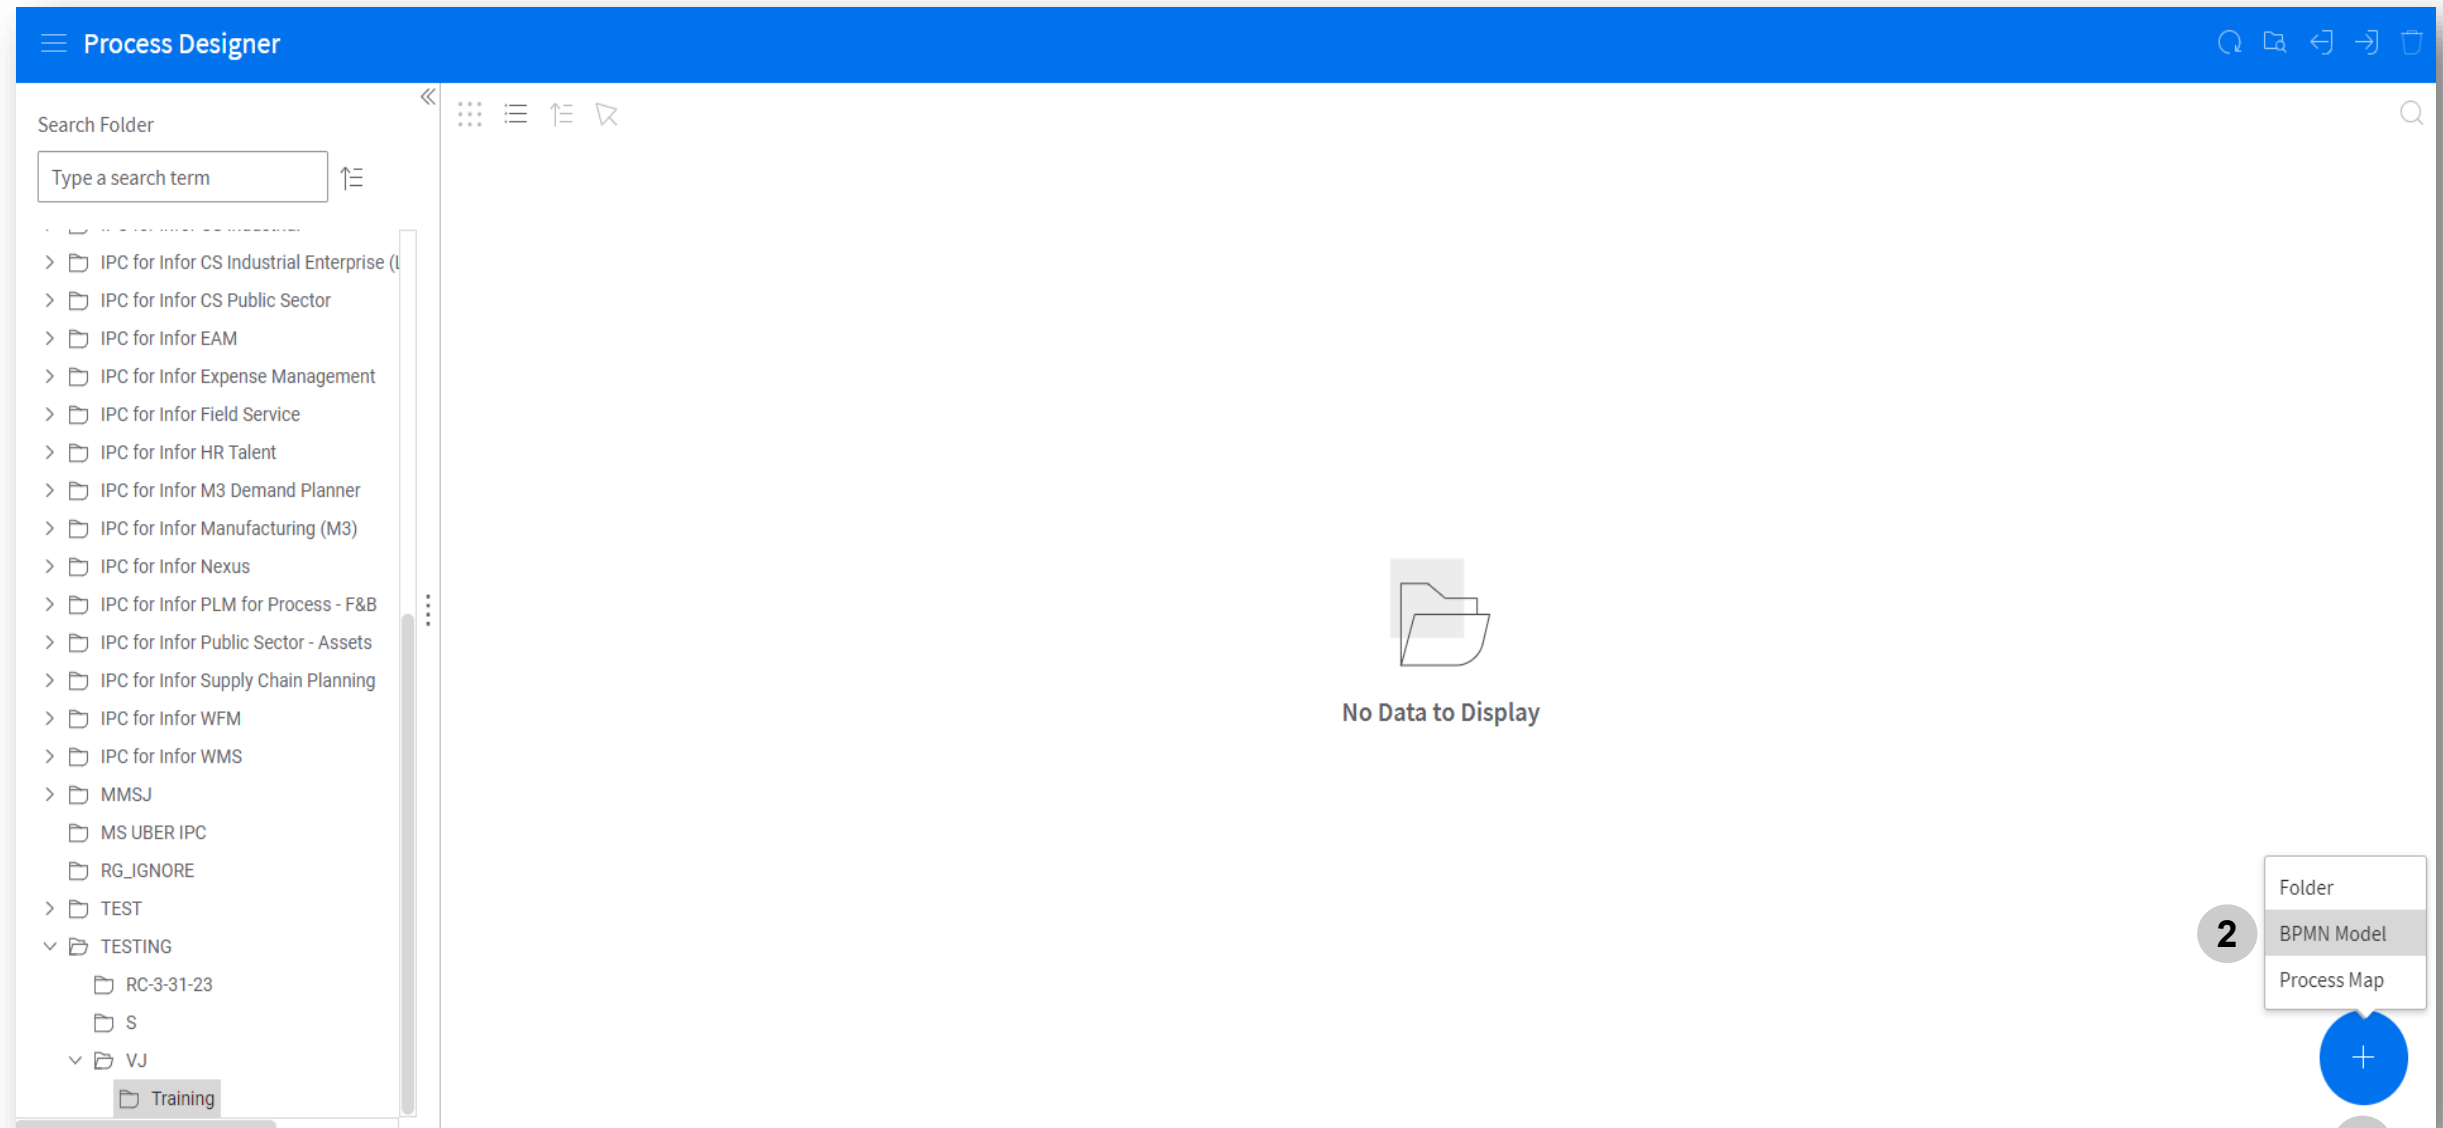 Process Designer
Search Folder
Type a search term
IPC for Infor CS Industrial Enterprise (L
IPC for Infor CS Public Sector
IPC for Infor EAM
IPC for Infor Expense Management
IPC for Infor Field Service
IPC for Infor HR Talent
IPC for Infor M3 Demand Planner
IPC for Infor Manufacturing (M3)
IPC for Infor Nexus
IPC for Infor PLM for Process - F&B
IPC for Infor Public Sector - Assets
IPC for Infor Supply Chain Planning
IPC for Infor WFM
IPC for Infor WMS
MMSJ
MS UBER IPC
RG_IGNORE
TEST
TESTING
RC-3-31-23
S
VJ
Training
No Data to Display
Folder
2 BPMN Model
Process Map